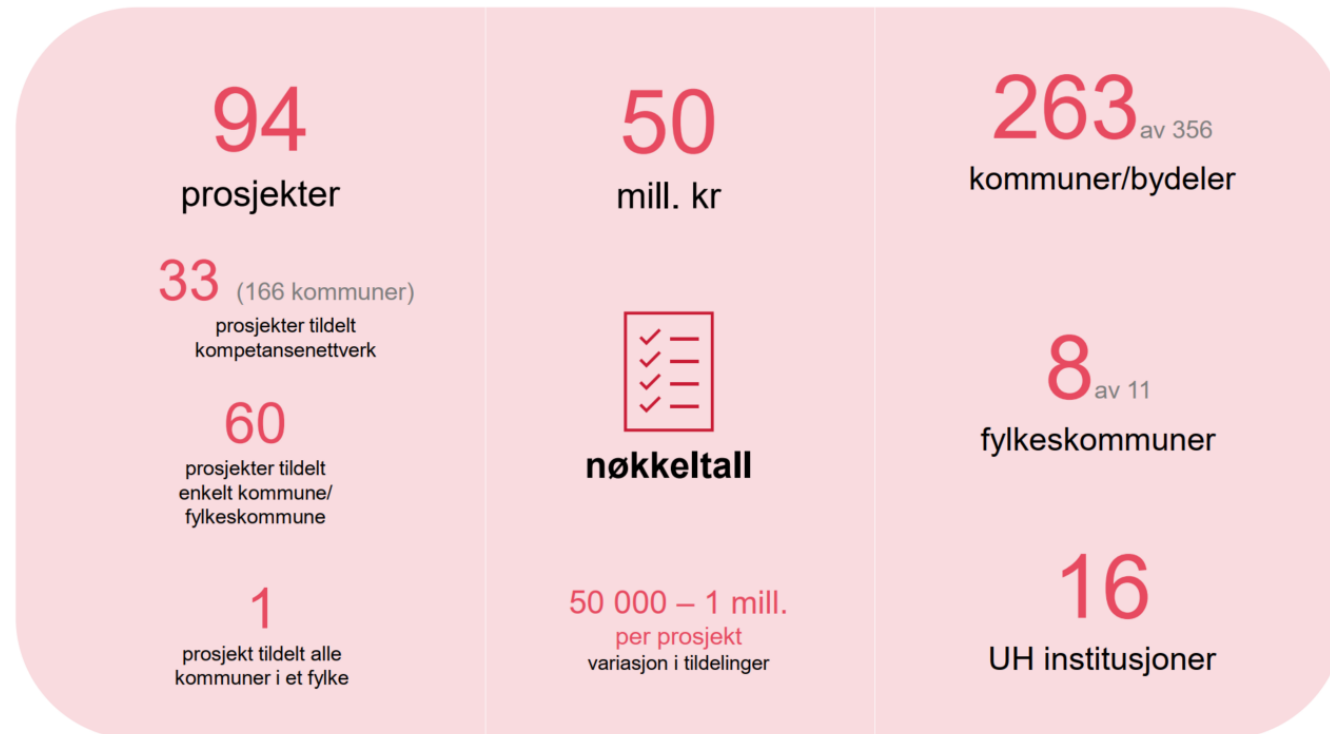 94
prosjekter
33 (166 kommuner)
prosjekter tildelt
kompetansenettverk
60
prosjekter tildelt
enkelt kommune/
fylkeskommune
1
prosjekt tildelt alle
kommuner i et fylke
50
mill. kr
nøkkeltall
50 000 – 1 mill.
per prosjekt
variasjon i tildelinger
263 av 356
kommuner/bydeler
8 av 11
fylkeskommuner
16
UH institusjoner